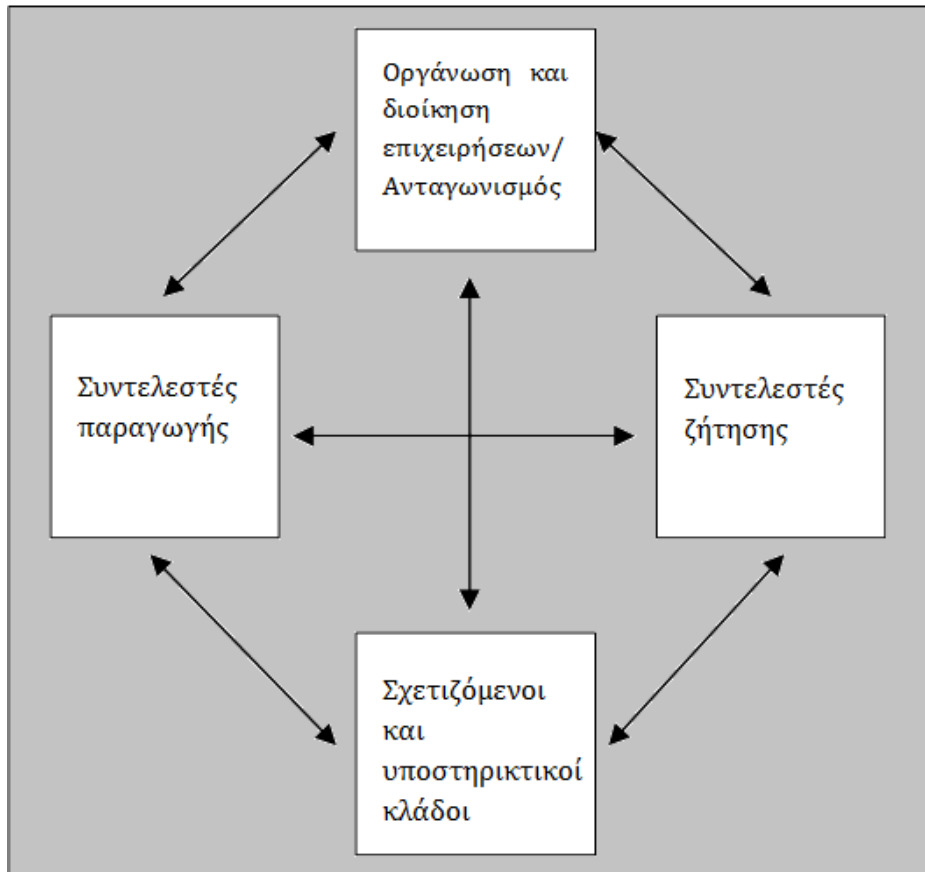 Οργάνωση και
διοίκηση
επιχειρήσεων/
Ανταγωνισμός
Συντελεστές
παραγωγής
Συντελεστές
ζήτησης
Σχετιζόμενοι
και
υποστηρικτικοί
κλάδοι